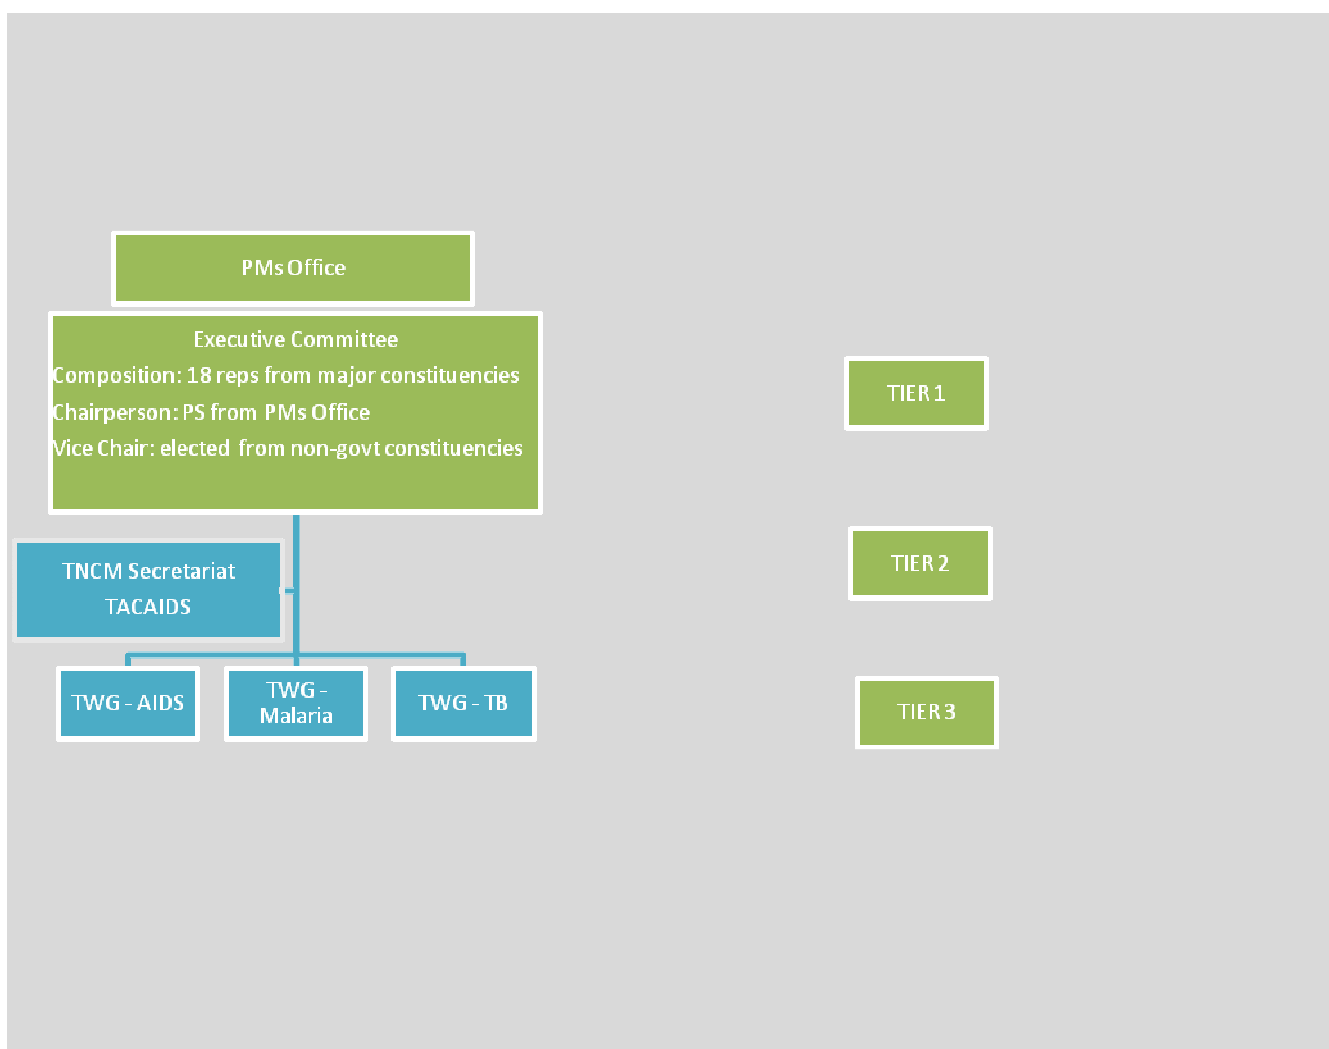 PMs Office
Executive Committee
Composition: 18 reps from major constituencies
Chairperson: PS from PMs Office
Vice Chair: elected from non-govt constituencies
TIER 1
TNCM Secretariat
TACAIDS
TIER 2
TWG - AIDS
TWG -
Malaria
TWG - TB
TIER 3